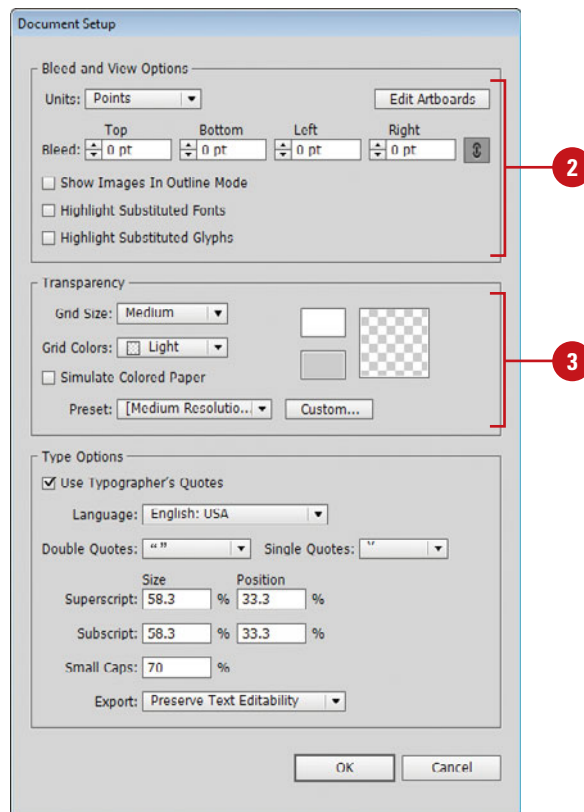 Document Setup
Bleed and View Options
Units: Points Edit Artboards
Top Bottom Left Right
Bleed: 0 pt 0 pt 0 pt 0 pt
2
Show Images In Outline Mode
Highlight Substituted Fonts
Highlight Substituted Glyphs
Transparency
Grid Size: Medium
Grid Colors: Light
3
Simulate Colored Paper
Preset: [Medium Resolutio... Custom...
Type Options
Use Typographer's Quotes
Language: English: USA
Double Quotes: “” Single Quotes: ‘’
Size Position
Superscript: 58.3 % 33.3 %
Subscript: 58.3 % 33.3 %
Small Caps: 70 %
Export: Preserve Text Editability
OK Cancel